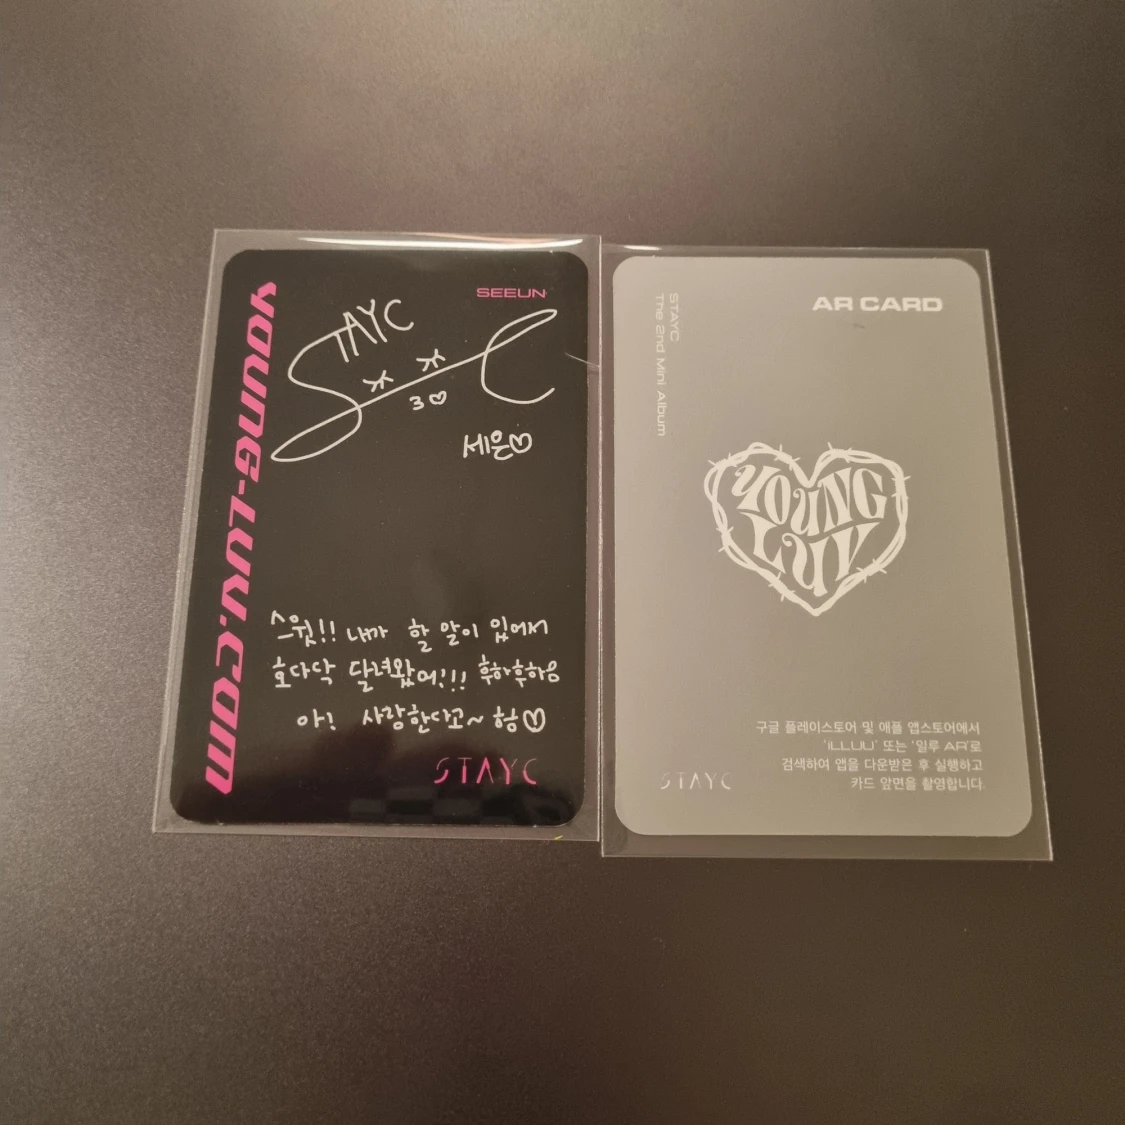 YOUNG-LUV.COM
SEEUN
STAYC
세은♡
스윗!! 내가 할 말이 있어서
호다닥 달려왔어!!! 후하후하음
아! 사랑한다고~ 힝♡
STAYC
STAYC
The 2nd Mini Album
AR CARD
YOUNG
LUV
구글 플레이스토어 및 애플 앱스토어에서
'iLLUU' 또는 '일루 AR'로
검색하여 앱을 다운받은 후 실행하고
카드 앞면을 촬영합니다.
STAYC